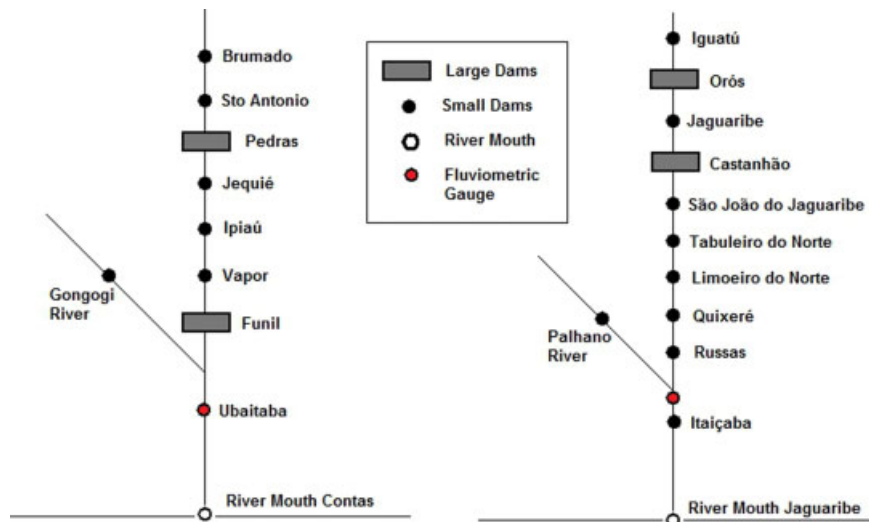 Brumado
Sto Antonio
Pedras
Jequié
Ipiaú
Vapor
Gongogi
River
Funil
Ubaitaba
River Mouth Contas
Large Dams
Small Dams
River Mouth
Fluviometric
Gauge
Iguatú
Orós
Jaguaribe
Castanhão
São João do Jaguaribe
Tabuleiro do Norte
Limoeiro do Norte
Quixeré
Palhano
River
Russas
Itaiçaba
River Mouth Jaguaribe